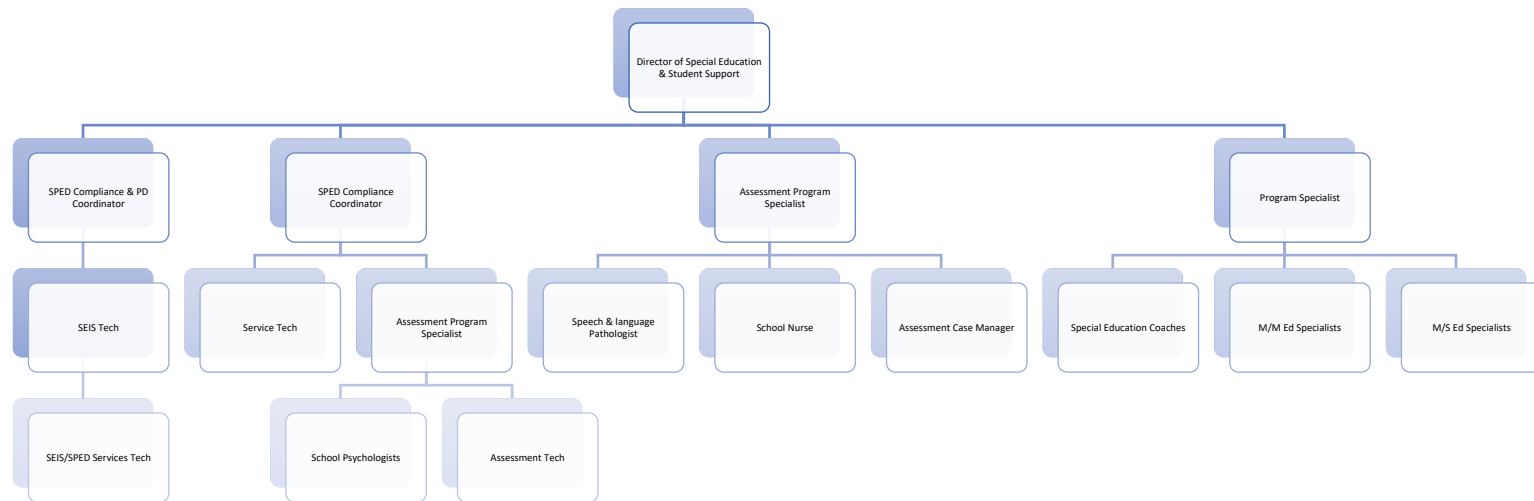 Director of Special Education
& Student Support
SPED Compliance & PD
Coordinator
SPED Compliance
Coordinator
Assessment Program
Specialist
Program Specialist
SEIS Tech
Service Tech
Assessment Program
Specialist
Speech & language
Pathologist
School Nurse
Assessment Case Manager
Special Education Coaches
M/M Ed Specialists
M/S Ed Specialists
SEIS/SPED Services Tech
School Psychologists
Assessment Tech